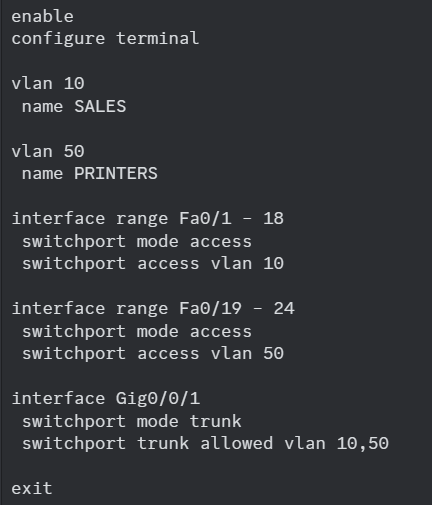 enable
configure terminal
vlan 10
name SALES
vlan 50
name PRINTERS
interface range Fa0/1 - 18
switchport mode access
switchport access vlan 10
interface range Fa0/19 - 24
switchport mode access
switchport access vlan 50
interface Gig0/0/1
switchport mode trunk
switchport trunk allowed vlan 10,50
exit